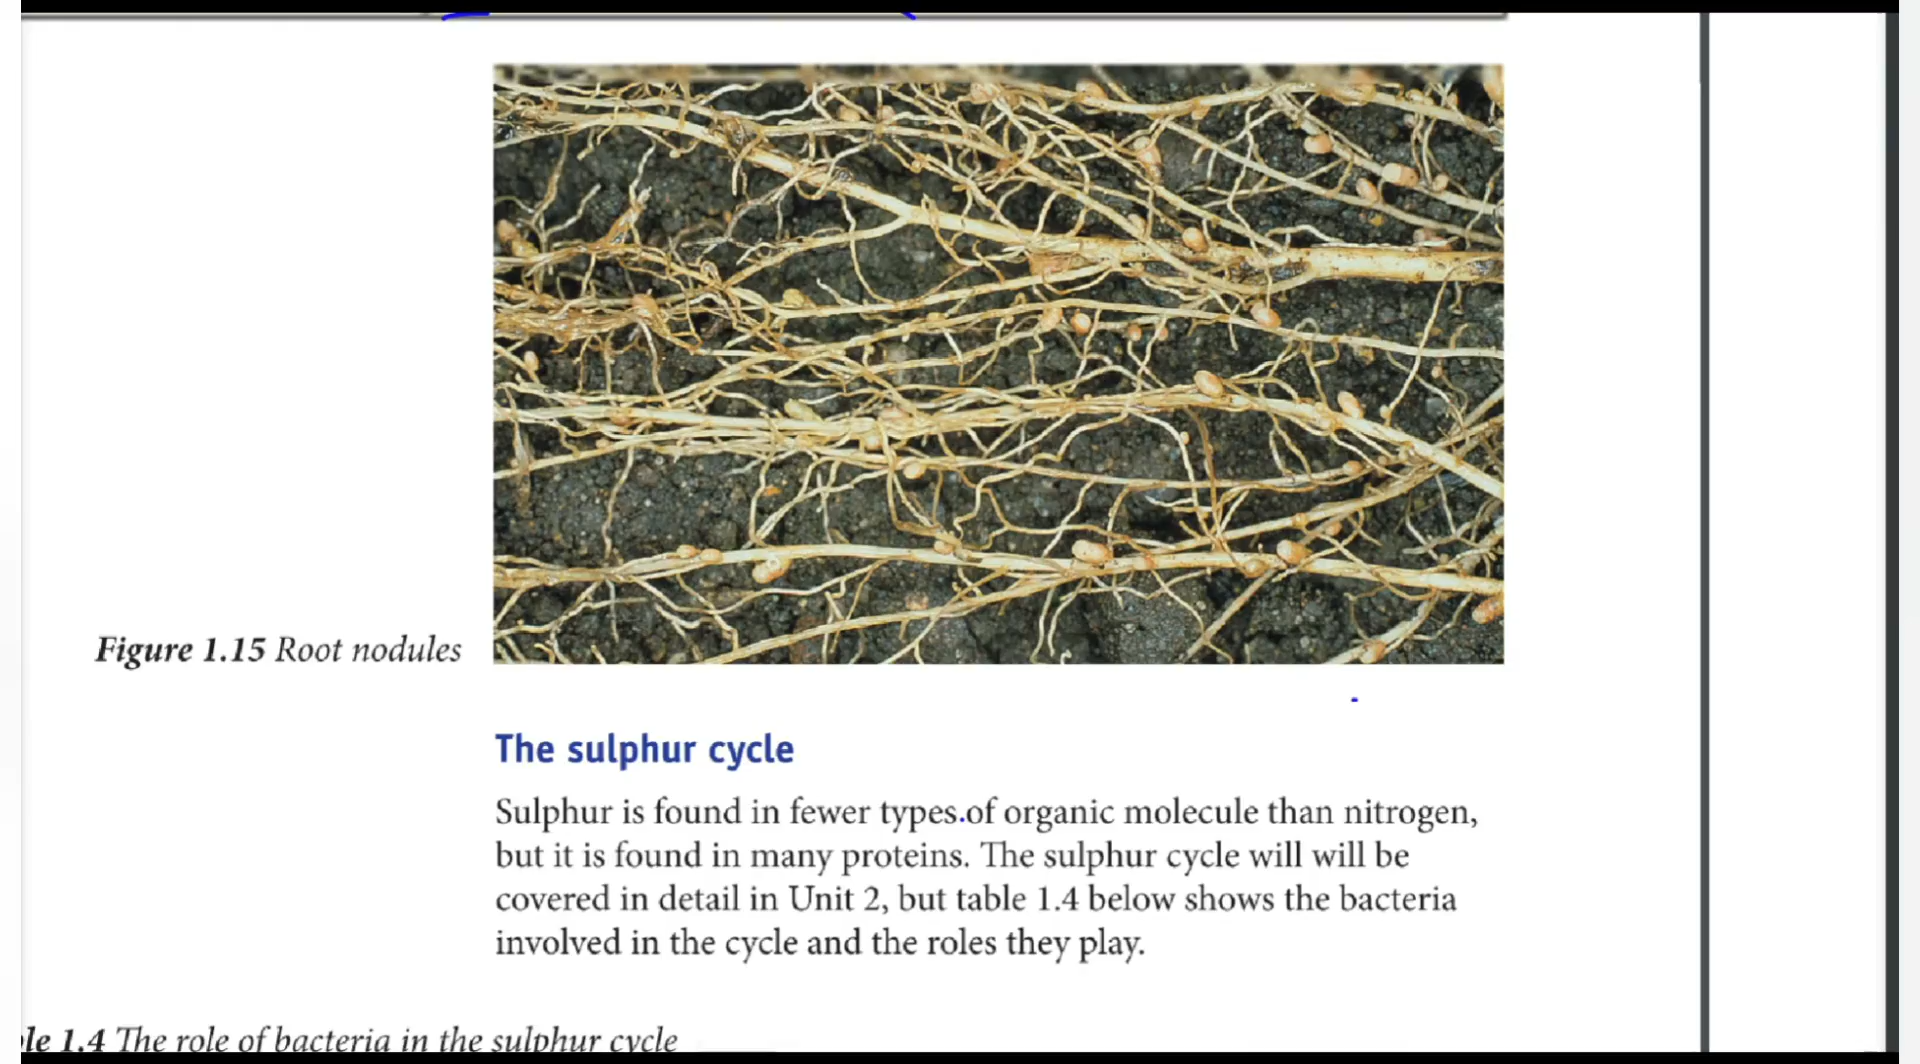 Figure 1.15 Root nodules
The sulphur cycle
Sulphur is found in fewer types of organic molecule than nitrogen,
but it is found in many proteins. The sulphur cycle will will be
covered in detail in Unit 2, but table 1.4 below shows the bacteria
involved in the cycle and the roles they play.
le 1.4 The role of bacteria in the sulphur cycle